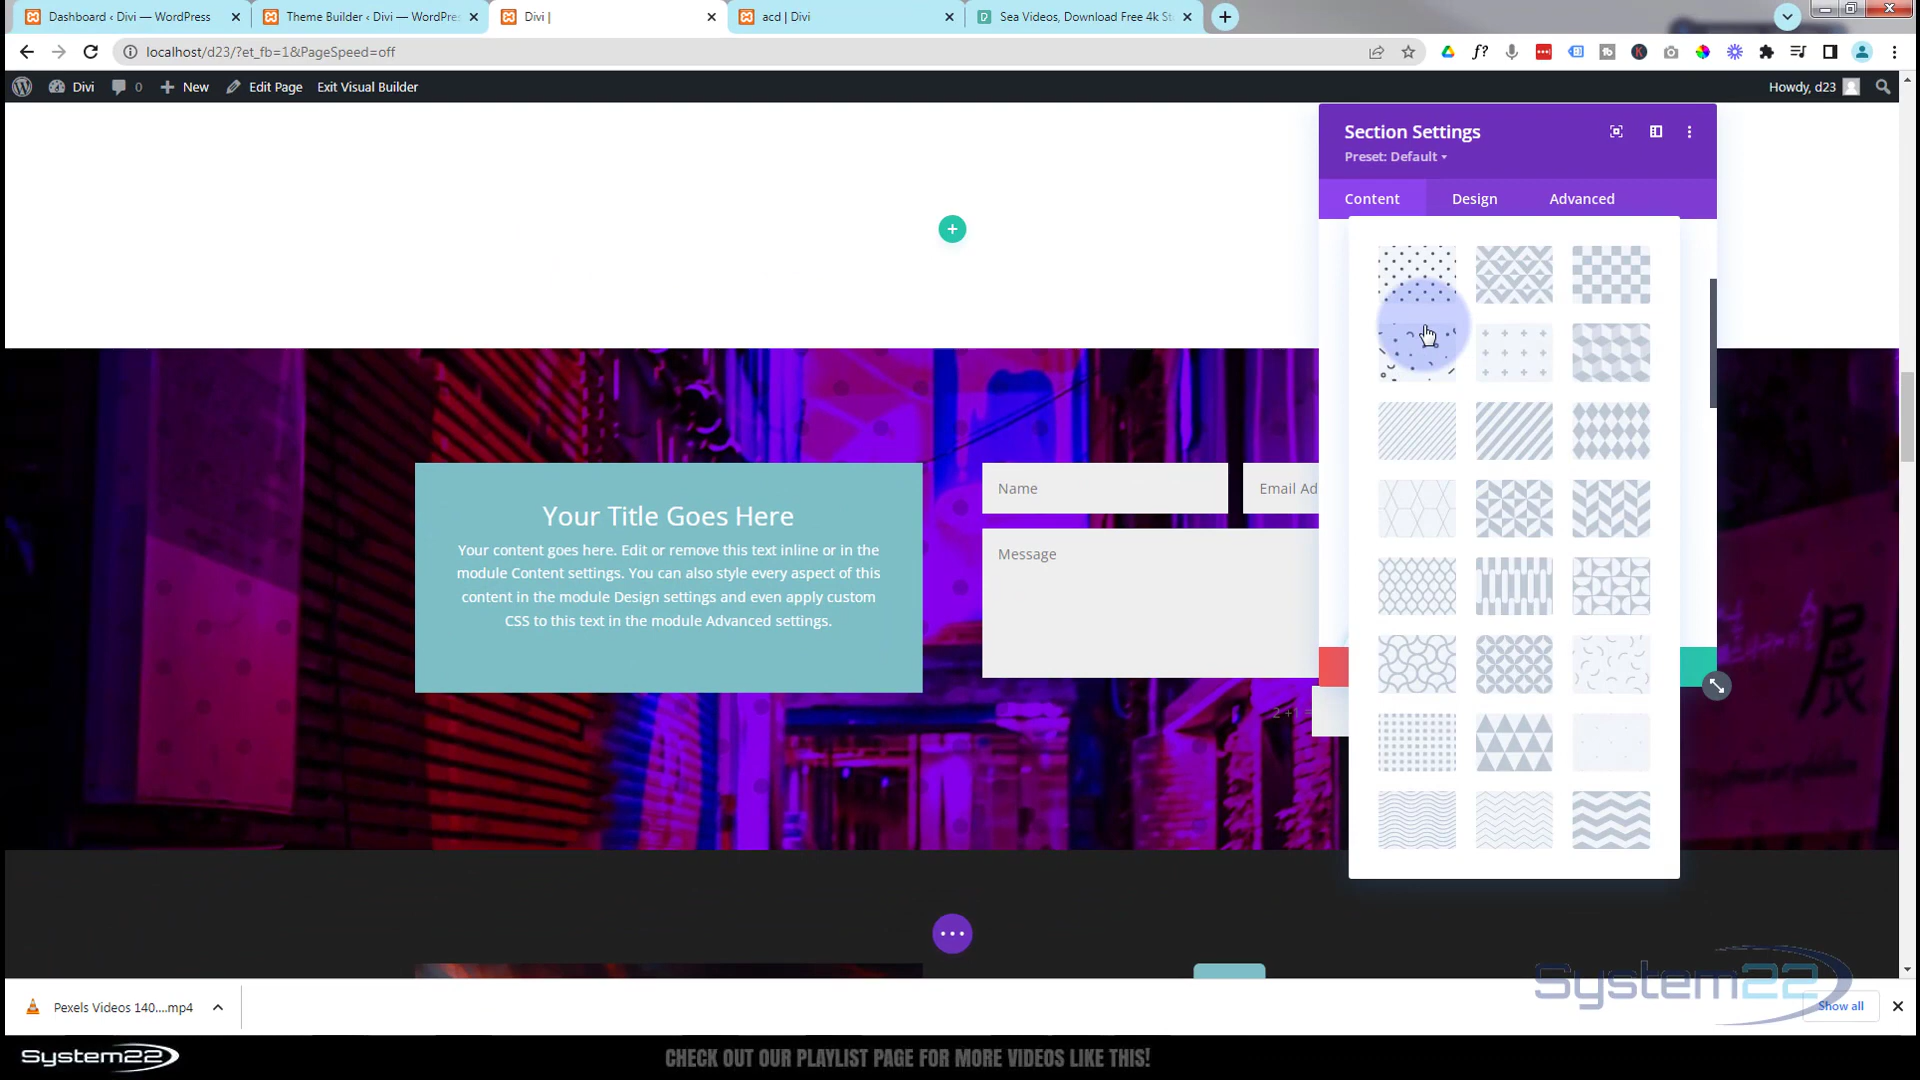 Dashboard ‹ Divi — WordPress
Theme Builder ‹ Divi — WordPres
Divi |
acd | Divi
Sea Videos, Download Free 4k St
localhost/d23/?et_fb=1&PageSpeed=off
f?
Divi
0
New
Edit Page
Exit Visual Builder
Howdy, d23
Section Settings
Preset: Default
Content
Design
Advanced
Your Title Goes Here
Your content goes here. Edit or remove this text inline or in the
module Content settings. You can also style every aspect of this
content in the module Design settings and even apply custom
CSS to this text in the module Advanced settings.
Name
Email Ad
Message
2 + 1 =
展
System22
Pexels Videos 140....mp4
Show all
System22
CHECK OUT OUR PLAYLIST PAGE FOR MORE VIDEOS LIKE THIS!